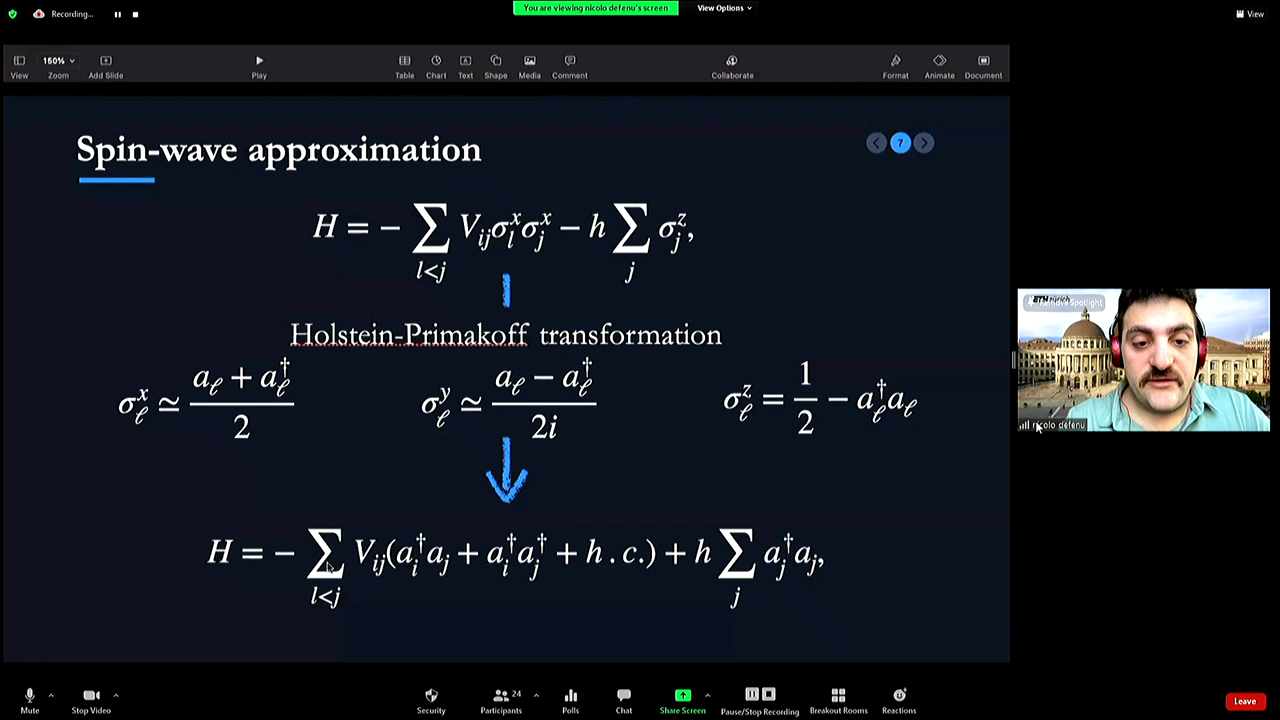 Recording...
You are viewing nicolo defenu's screen
View Options
View
150%
View
Zoom
Add Slide
Play
Table
Chart
Text
Shape
Media
Comment
Collaborate
Format
Animate
Document
Spin-wave approximation
7
H = − ∑_{l<j} V_{ij} σ_l^x σ_j^x − h ∑_j σ_j^z,
Holstein-Primakoff transformation
σ_ℓ^x ≃ (a_ℓ + a_ℓ^†)/2
σ_ℓ^y ≃ (a_ℓ − a_ℓ^†)/2i
σ_ℓ^z = 1/2 − a_ℓ^† a_ℓ
H = − ∑_{l<j} V_{ij}(a_i^† a_j + a_i^† a_j^† + h.c.) + h ∑_j a_j^† a_j,
Spotlight
nicolo defenu
Mute
Stop Video
Security
24
Participants
Polls
Chat
Share Screen
Pause/Stop Recording
Breakout Rooms
Reactions
Leave